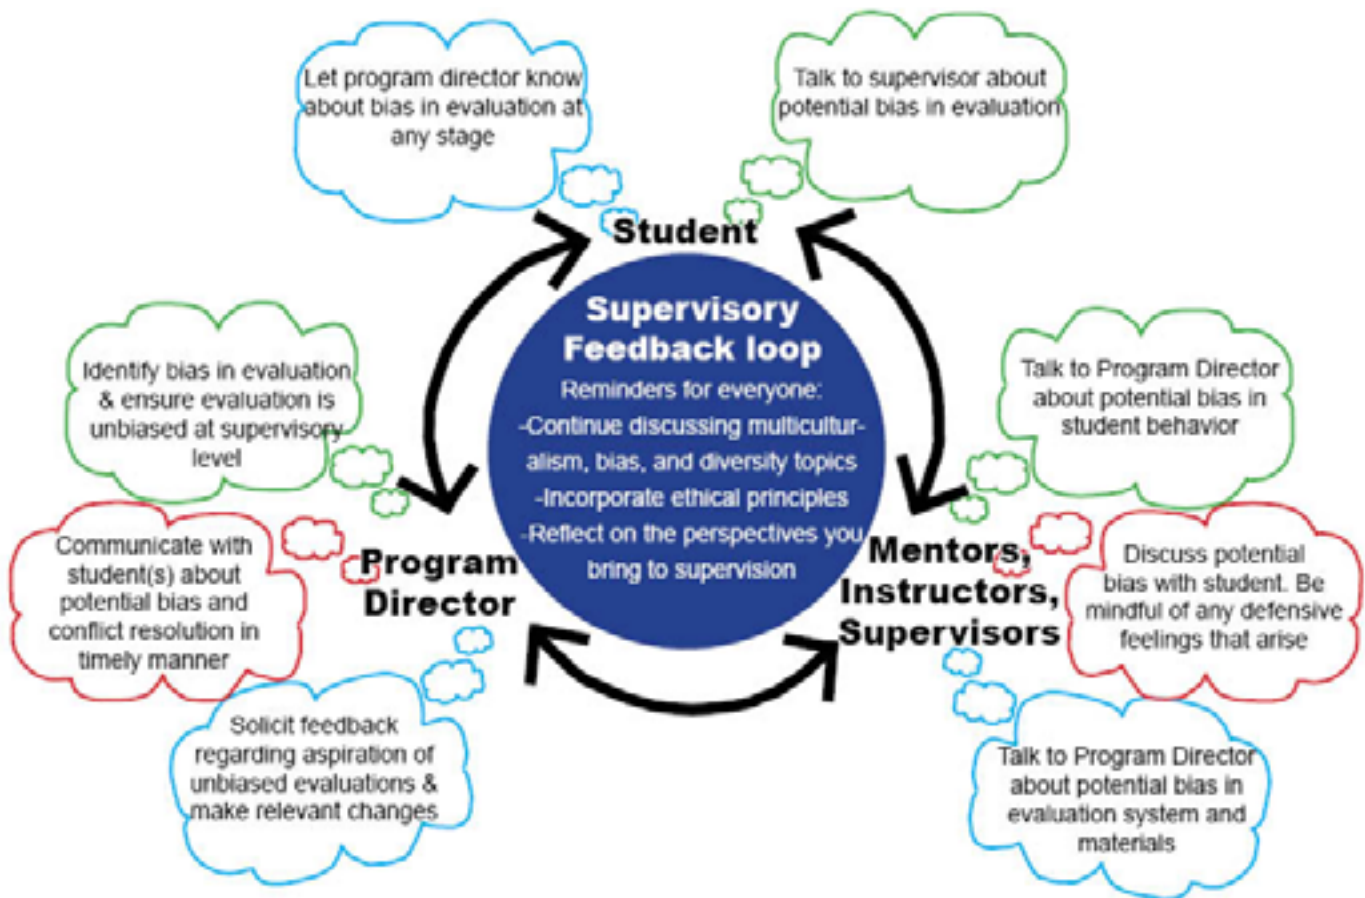 Let program director know
about bias in evaluation at
any stage
Talk to supervisor about
potential bias in evaluation
Student
Supervisory
Feedback loop
Reminders for everyone:
-Continue discussing multicultur-
alism, bias, and diversity topics
-Incorporate ethical principles
-Reflect on the perspectives you
bring to supervision
Identify bias in evaluation
& ensure evaluation is
unbiased at supervisory
level
Talk to Program Director
about potential bias in
student behavior
Communicate with
student(s) about
potential bias and
conflict resolution in
timely manner
Program
Director
Mentors,
Instructors,
Supervisors
Discuss potential
bias with student. Be
mindful of any defensive
feelings that arise
Solicit feedback
regarding aspiration of
unbiased evaluations &
make relevant changes
Talk to Program Director
about potential bias in
evaluation system and
materials